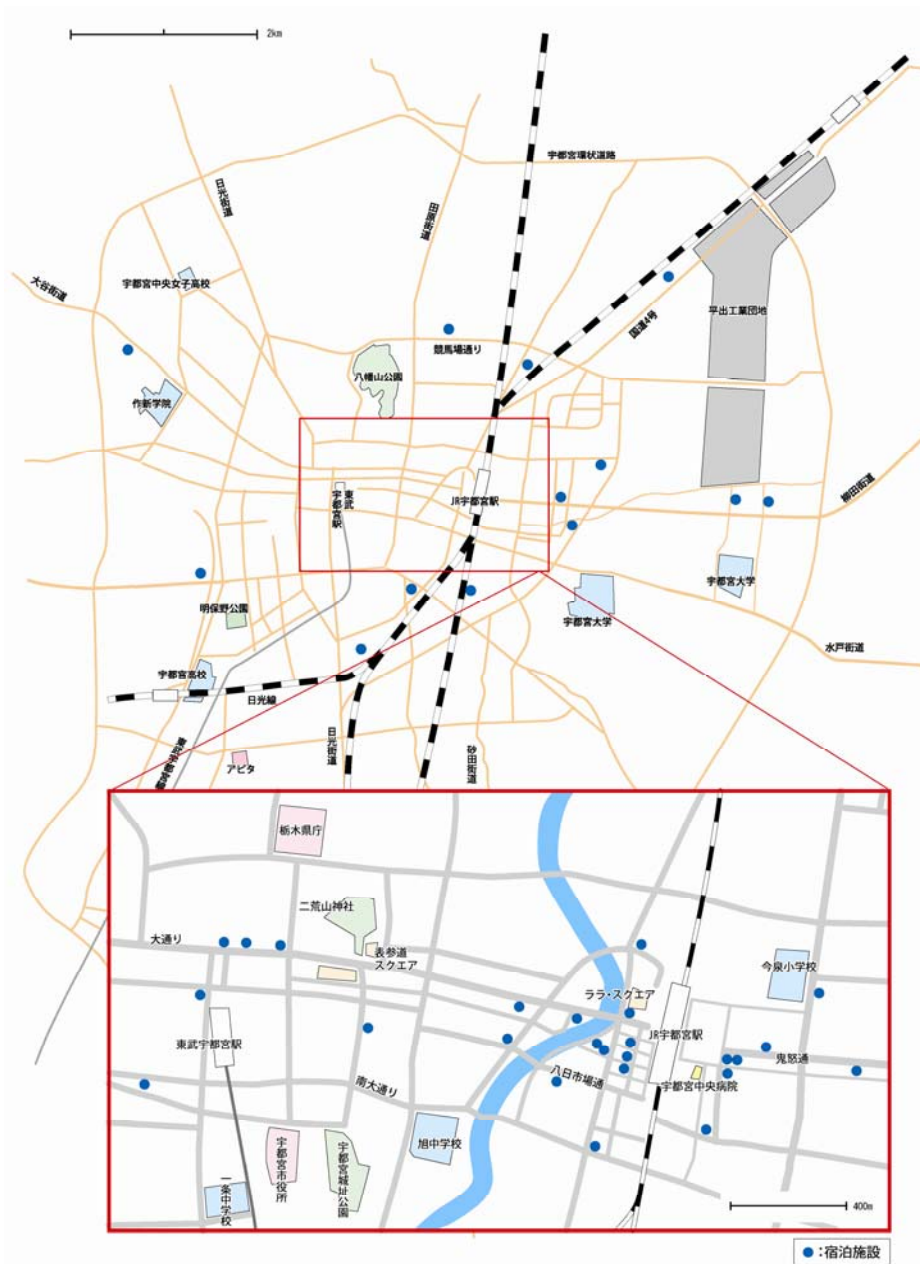 2km
宇都宮環状道路
日光街道
田原街道
大谷街道
宇都宮中央女子高校
国道4号
平出工業団地
競馬場通り
八幡山公園
作新学院
東武
宇都宮駅
JR宇都宮駅
柳田街道
宇都宮大学
宇都宮大学
明保野公園
水戸街道
宇都宮高校
日光線
東武宇都宮線
アピタ
日光街道
砂田街道
栃木県庁
二荒山神社
大通り
表参道
スクエア
今泉小学校
ララ・スクエア
JR宇都宮駅
東武宇都宮駅
鬼怒通
八日市場通
宇都宮中央病院
南大通り
旭中学校
宇都宮市役所
宇都宮城址公園
一条中学校
400m
●:宿泊施設